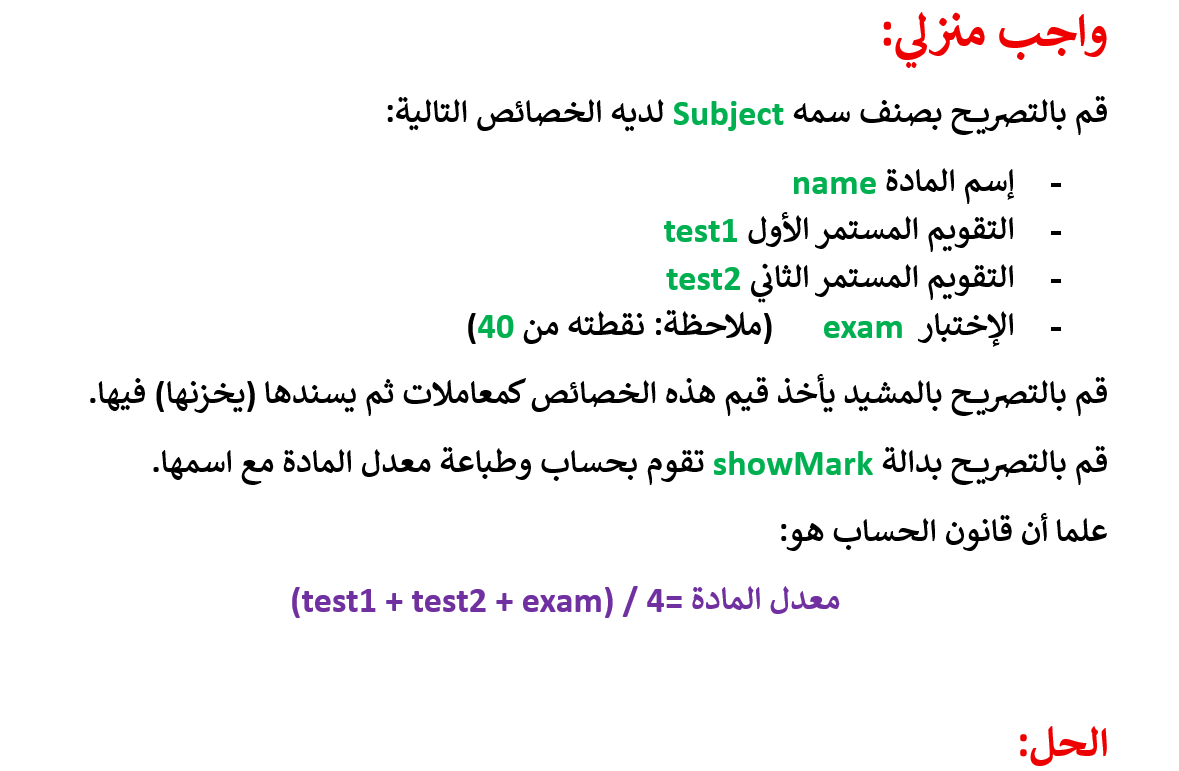 واجب منزلي:
قم بالتصريح بصنف سمه Subject لديه الخصائص التالية:
- إسم المادة name
- التقويم المستمر الأول test1
- التقويم المستمر الثاني test2
- الإختبار exam (ملاحظة: نقطته من 40)
قم بالتصريح بالمشيد يأخذ قيم هذه الخصائص كمعاملات ثم يسندها (يخزنها) فيها.
قم بالتصريح بدالة showMark تقوم بحساب وطباعة معدل المادة مع اسمها.
علما أن قانون الحساب هو:
معدل المادة =(test1 + test2 + exam) / 4
الحل: